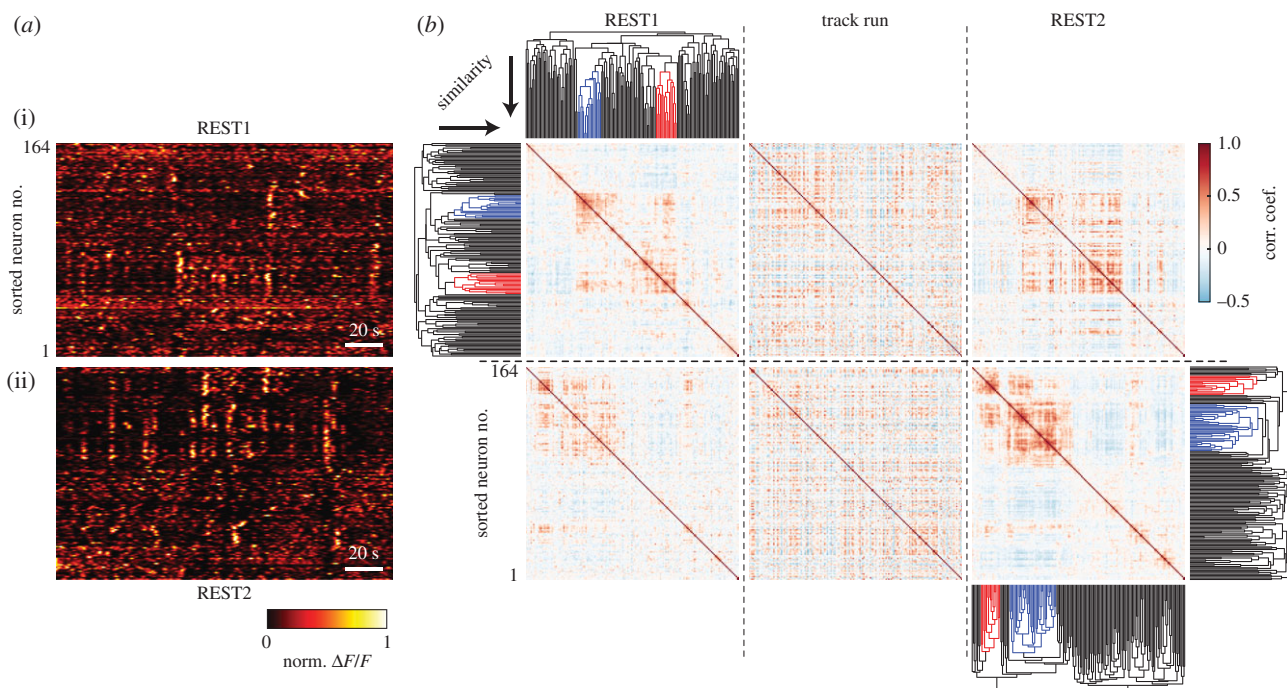 (a)
(b)
REST1
track run
REST2
similarity
(i)
REST1
164
sorted neuron no.
1
20 s
1.0
0.5
0
–0.5
corr. coef.
(ii)
20 s
REST2
0
1
norm. ΔF/F
164
sorted neuron no.
1